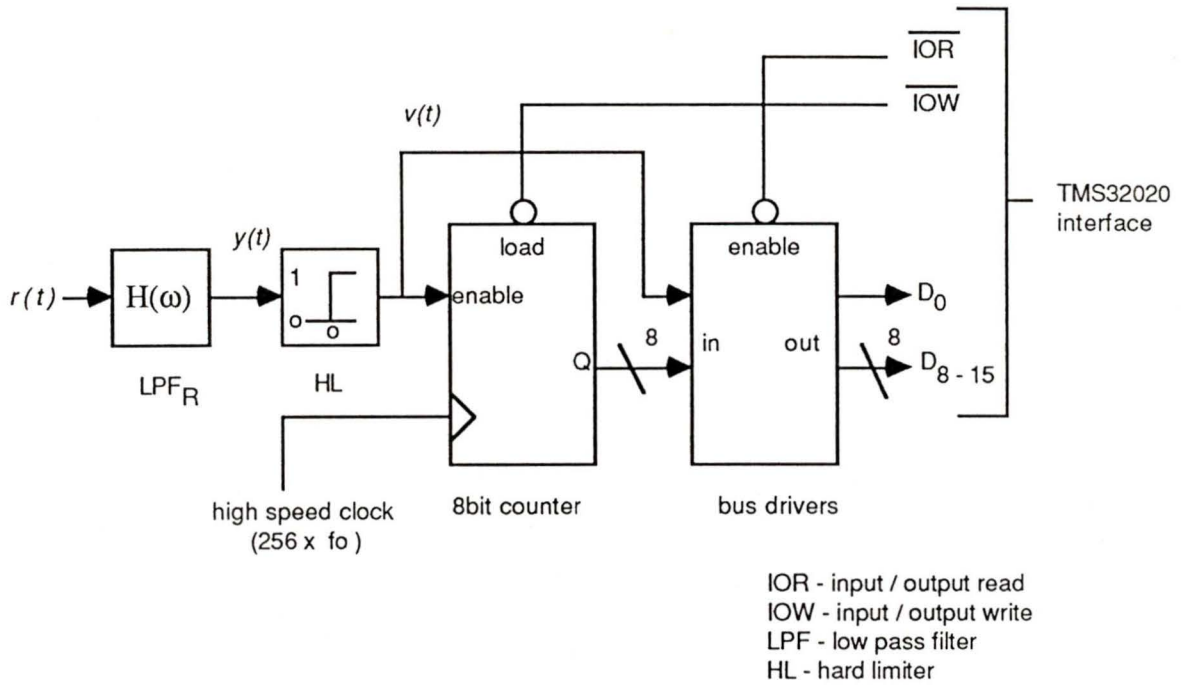 IOR
IOW
v(t)
TMS32020
interface
load
enable
y(t)
r(t)
H(ω)
1
0
0
enable
D0
8
in
out
8
Q
D8 - 15
LPFR
HL
high speed clock
(256 x fo )
8bit counter
bus drivers
IOR - input / output read
IOW - input / output write
LPF - low pass filter
HL - hard limiter